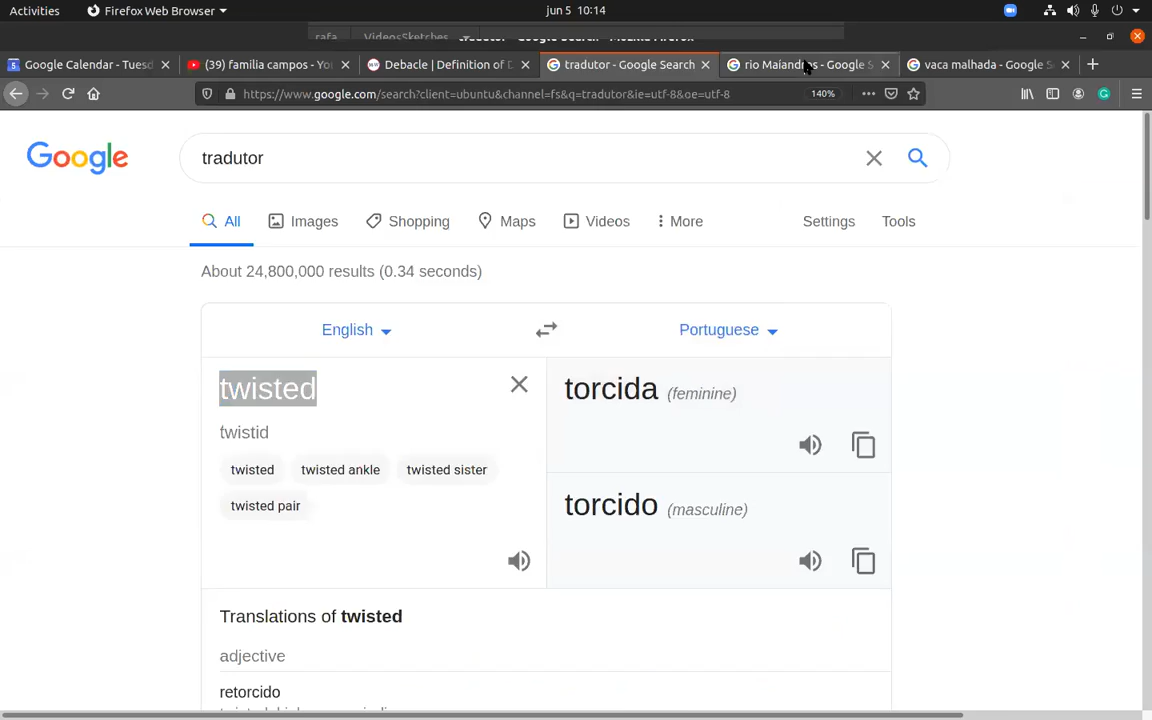 Activities Firefox Web Browser jun 5 10:14
rafa VideosSketches
Google Calendar - Tuesd (39) familia campos - Yo Debacle | Definition of D tradutor - Google Search rio Maiandros - Google S vaca malhada - Google S
https://www.google.com/search?client=ubuntu&channel=fs&q=tradutor&ie=utf-8&oe=utf-8 140%
Google tradutor
All Images Shopping Maps Videos More Settings Tools
About 24,800,000 results (0.34 seconds)
English Portuguese
twisted torcida (feminine)
ˈtwistid
twisted twisted ankle twisted sister
twisted pair torcido (masculine)
Translations of twisted
adjective
retorcido